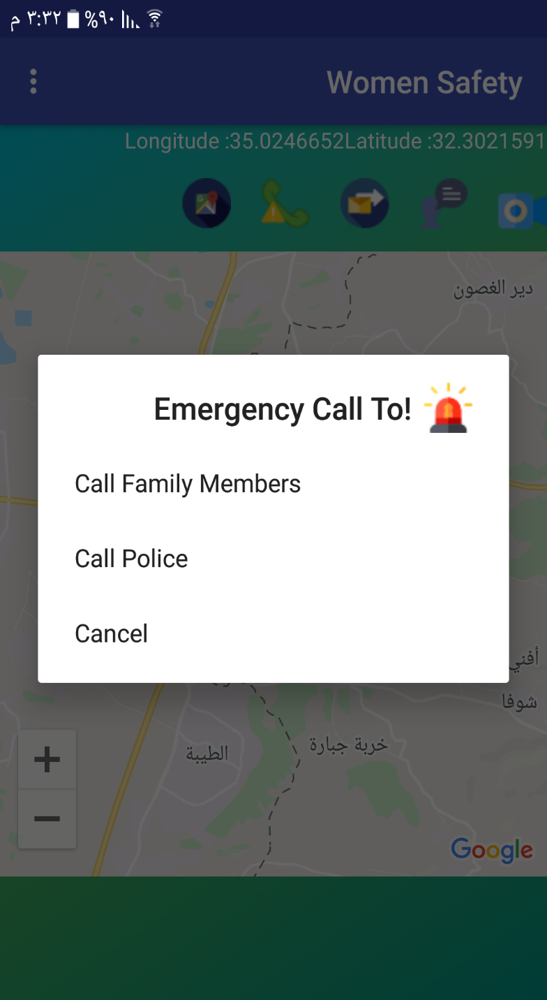 م ٣:٣٢ %٩٠
Women Safety
Longitude :35.0246652Latitude :32.3021591
دير الغصون
Emergency Call To!
Call Family Members
Call Police
Cancel
أفني
شوفا
خربة جبارة
الطيبة
Google